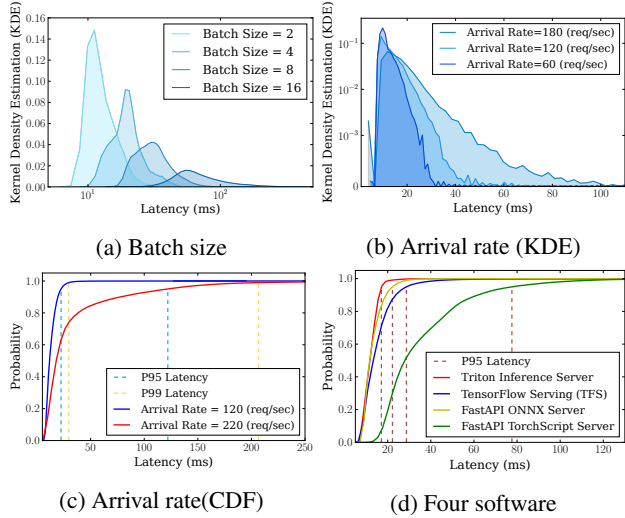 0.16
0.14
0.12
0.10
0.08
0.06
0.04
0.02
0.00
Kernel Density Estimation (KDE)
Batch Size = 2
Batch Size = 4
Batch Size = 8
Batch Size = 16
10¹ 10²
Latency (ms)
(a) Batch size
10⁻¹
10⁻³
0
Kernel Density Estimation (KDE)
Arrival Rate=180 (req/sec)
Arrival Rate=120 (req/sec)
Arrival Rate=60 (req/sec)
20 40 60 80 100
Latency (ms)
(b) Arrival rate (KDE)
1.0
0.8
0.6
0.4
0.2
0.0
Probability
P95 Latency
P99 Latency
Arrival Rate = 120 (req/sec)
Arrival Rate = 220 (req/sec)
50 100 150 200 250
Latency (ms)
(c) Arrival rate(CDF)
1.0
0.8
0.6
0.4
0.2
0.0
Probability
P95 Latency
Triton Inference Server
TensorFlow Serving (TFS)
FastAPI ONNX Server
FastAPI TorchScript Server
20 40 60 80 100 120
Latency (ms)
(d) Four software